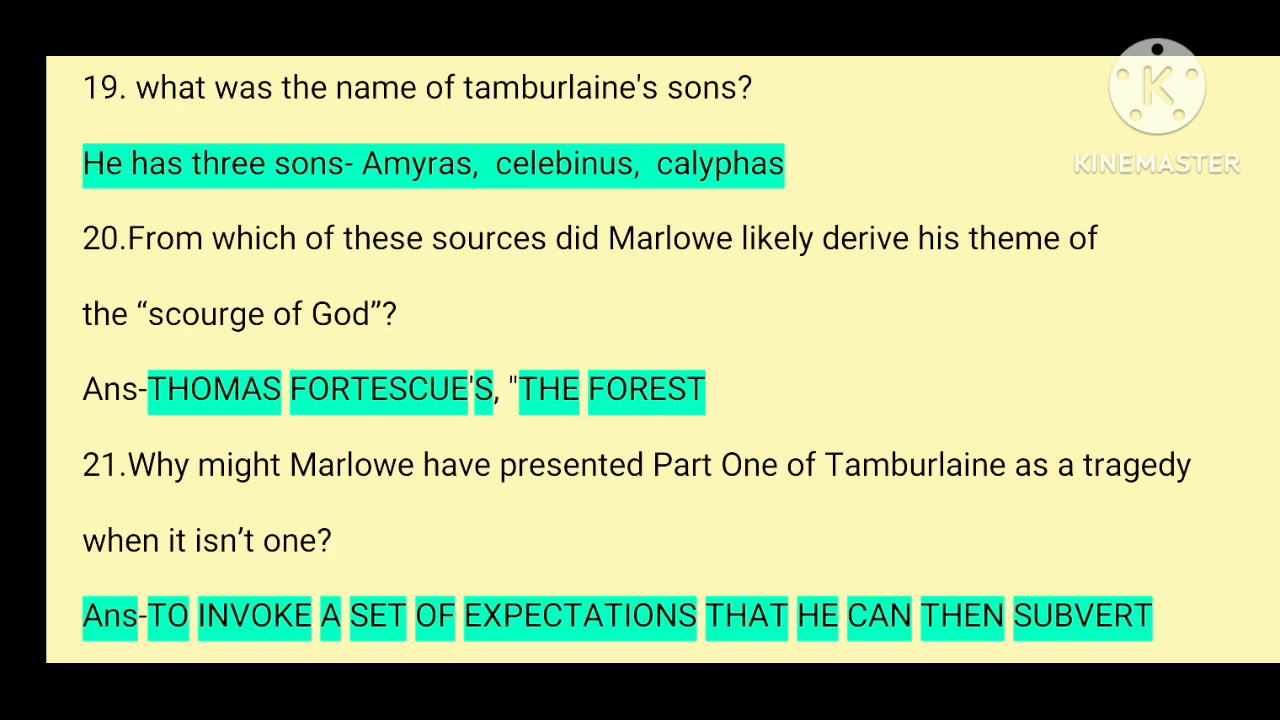 19. what was the name of tamburlaine's sons?
K
KINEMASTER
He has three sons- Amyras,  celebinus,  calyphas
20.From which of these sources did Marlowe likely derive his theme of
the “scourge of God”?
Ans-THOMAS FORTESCUE'S, "THE FOREST
21.Why might Marlowe have presented Part One of Tamburlaine as a tragedy
when it isn’t one?
Ans-TO INVOKE A SET OF EXPECTATIONS THAT HE CAN THEN SUBVERT